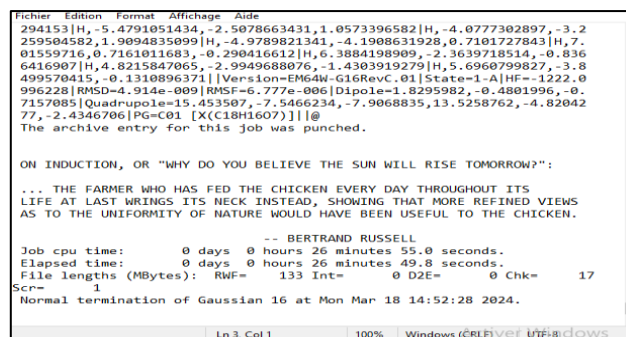 Fichier Edition Format Affichage Aide
294153|H,-5.4791051434,-2.5078663431,1.0573396582|H,-4.0777302897,-3.2
259504582,1.9094835099|H,-4.9789821341,-4.1908631928,0.7101727843|H,7.
01559716,0.7161011683,-0.290416612|H,6.3884198909,-2.3639718514,-0.836
6416907|H,4.8215847065,-2.9949688076,-1.4303919279|H,5.6960799827,-3.8
499570415,-0.1310896371||Version=EM64W-G16RevC.01|State=1-A|HF=-1222.0
996228|RMSD=4.914e-009|RMSF=6.777e-006|Dipole=1.8295982,-0.4801996,-0.
7157085|Quadrupole=15.453507,-7.5466234,-7.9068835,13.5258762,-4.82042
77,-2.4346706|PG=C01 [X(C18H16O7)]||@
The archive entry for this job was punched.
ON INDUCTION, OR "WHY DO YOU BELIEVE THE SUN WILL RISE TOMORROW?":
... THE FARMER WHO HAS FED THE CHICKEN EVERY DAY THROUGHOUT ITS
LIFE AT LAST WRINGS ITS NECK INSTEAD, SHOWING THAT MORE REFINED VIEWS
AS TO THE UNIFORMITY OF NATURE WOULD HAVE BEEN USEFUL TO THE CHICKEN.
-- BERTRAND RUSSELL
Job cpu time: 0 days 0 hours 26 minutes 55.0 seconds.
Elapsed time: 0 days 0 hours 26 minutes 49.8 seconds.
File lengths (MBytes): RWF= 133 Int= 0 D2E= 0 Chk= 17
Scr= 1
Normal termination of Gaussian 16 at Mon Mar 18 14:52:28 2024.
Ln 3, Col 1 100% Windows (CRLF) UTF-8
Activer Windows